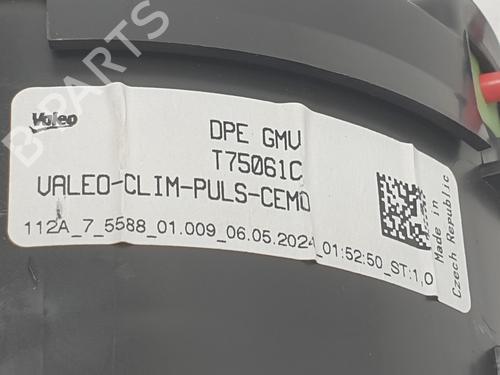 B-PARTS
Valeo
DPE GMV
T75061C
VALEO-CLIM-PULS-CEMO
112A_7_5588_01.009_06.05.2024_01:52:50_ST:1,0
Made in
Czech Republic